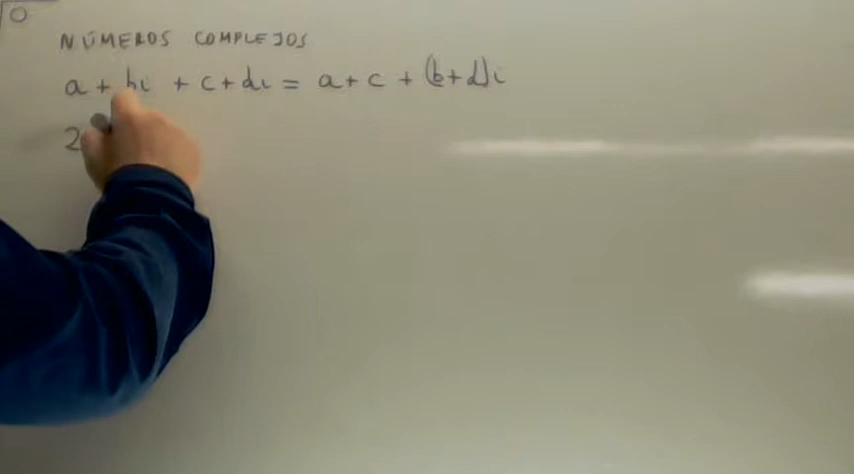 NÚMEROS COMPLEJOS
a + bi + c + di = a + c + (b+d)i
2